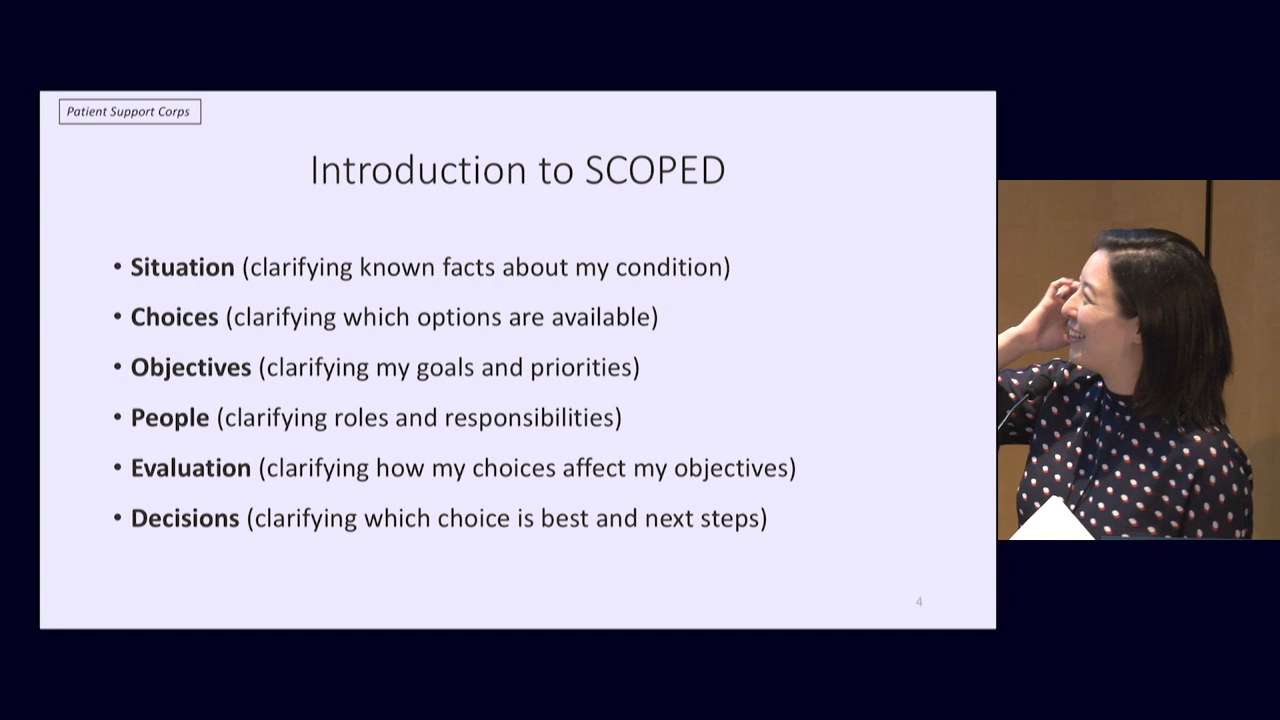 Patient Support Corps
Introduction to SCOPED
• Situation (clarifying known facts about my condition)
• Choices (clarifying which options are available)
• Objectives (clarifying my goals and priorities)
• People (clarifying roles and responsibilities)
• Evaluation (clarifying how my choices affect my objectives)
• Decisions (clarifying which choice is best and next steps)
4